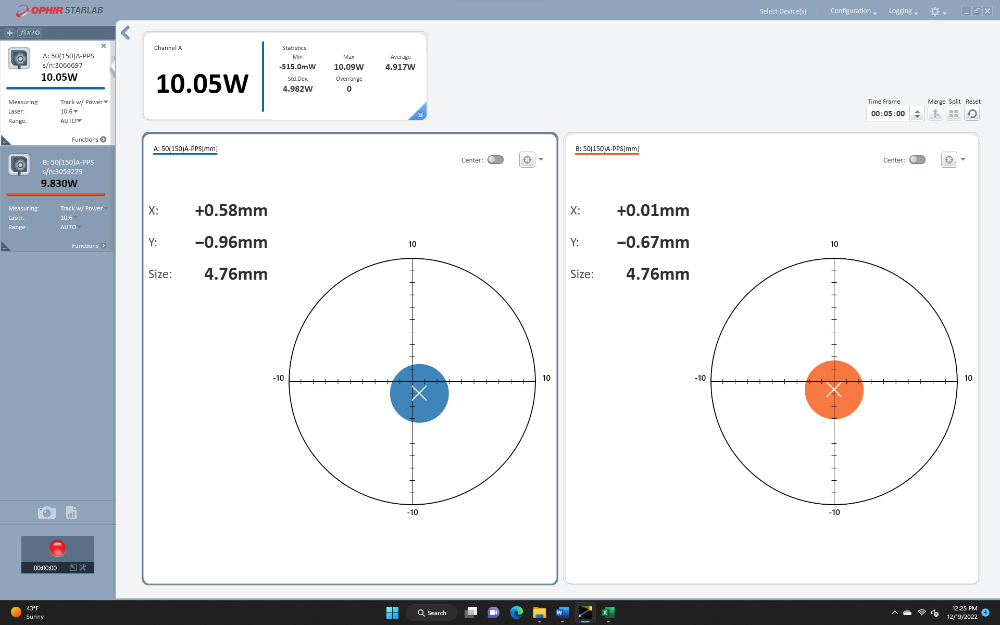 OPHIR STARLAB
Select Device(s) | Configuration Logging
f(x)
A: 50(150)A-PPS
s/n:3066697
10.05W
Measuring: Track w/ Power
Laser: 10.6
Range: AUTO
Functions
B: 50(150)A-PPS
s/n:3059279
9.830W
Measuring: Track w/ Power
Laser: 10.6
Range: AUTO
Functions
00:00:00
Channel A
10.05W
Statistics
Min Max Average
-515.0mW 10.09W 4.917W
Std.Dev. Overrange
4.982W 0
Time Frame Merge Split Reset
00:05:00
A: 50(150)A-PPS[mm]
Center:
X: +0.58mm
Y: −0.96mm
Size: 4.76mm
10
-10 10
-10
B: 50(150)A-PPS[mm]
Center:
X: +0.01mm
Y: −0.67mm
Size: 4.76mm
10
-10 10
-10
43°F
Sunny
Search
12:25 PM
12/19/2022
4